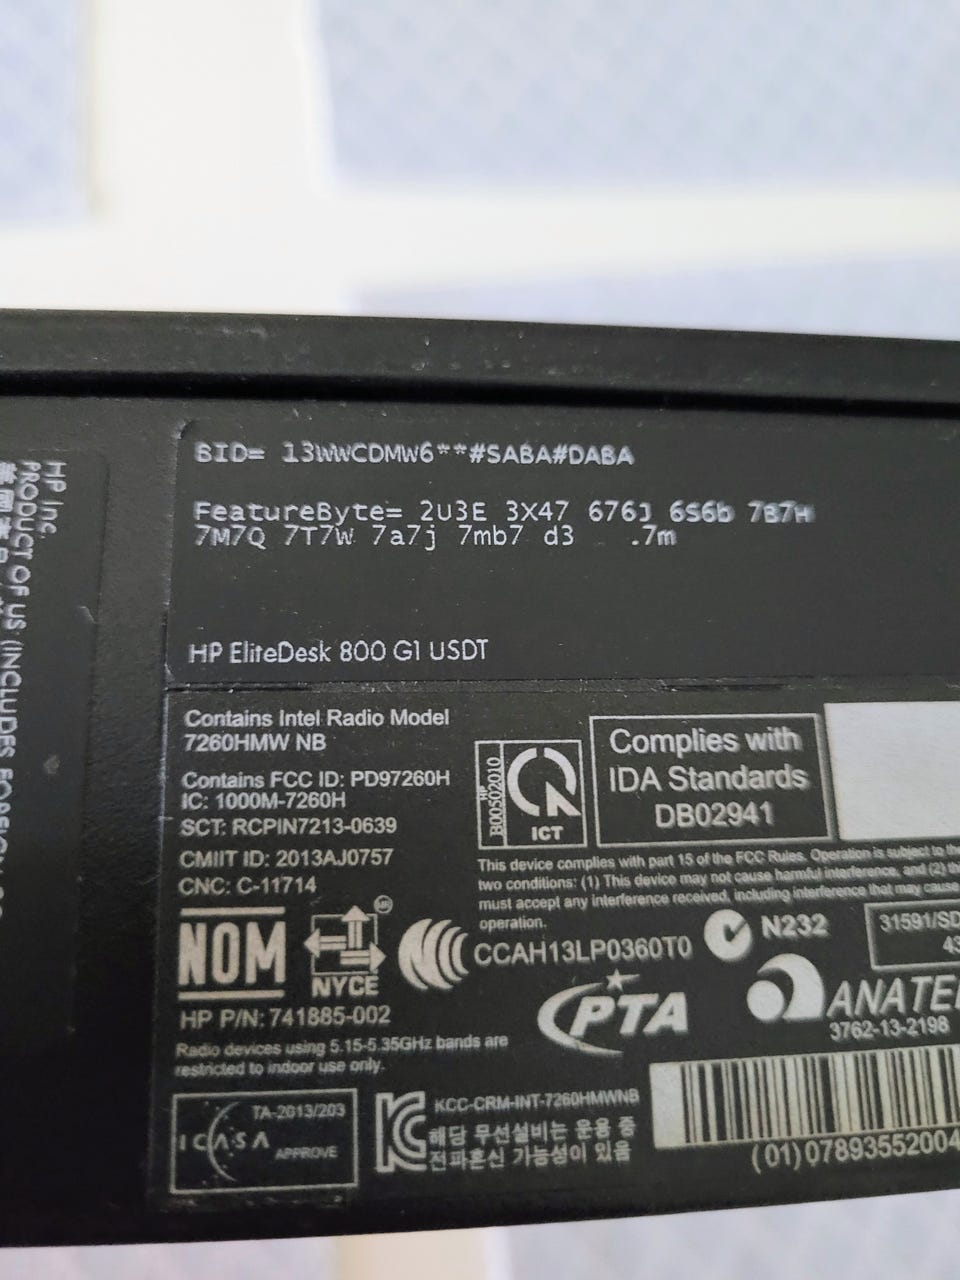 BID= 13WWCDMW6**#SABA#DABA
FeatureByte= 2U3E 3X47 676J 6S6b 7B7H
7M7Q 7T7W 7a7j 7mb7 d3 .7m
HP EliteDesk 800 G1 USDT
HP Inc.
PRODUCT OF US (INCLUDES FOREIGN
Contains Intel Radio Model
7260HMW NB
Contains FCC ID: PD97260H
IC: 1000M-7260H
SCT: RCPIN7213-0639
CMIIT ID: 2013AJ0757
CNC: C-11714
HP
B00502010
ICT
Complies with
IDA Standards
DB02941
This device complies with part 15 of the FCC Rules. Operation is subject to the
two conditions: (1) This device may not cause harmful interference, and (2) this
must accept any interference received, including interference that may cause
operation.
NOM
NYCE
MR
CCAH13LP0360T0
N232
31591/SD
43
PTA
ANATEL
3762-13-2198
HP P/N: 741885-002
Radio devices using 5.15-5.35GHz bands are
restricted to indoor use only.
TA-2013/203
ICASA
APPROVE
KCC-CRM-INT-7260HMWNB
해당 무선설비는 운용 중
전파혼신 가능성이 있음
(01)07893552004